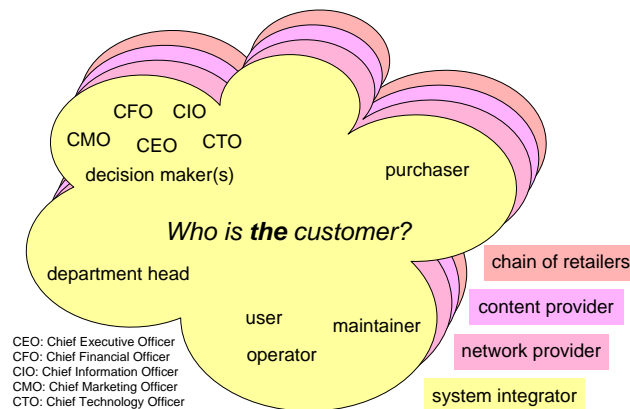 CFO CIO
CMO CEO CTO
decision maker(s)
purchaser
Who is the customer?
department head
user
maintainer
operator
chain of retailers
content provider
network provider
system integrator
CEO: Chief Executive Officer
CFO: Chief Financial Officer
CIO: Chief Information Officer
CMO: Chief Marketing Officer
CTO: Chief Technology Officer